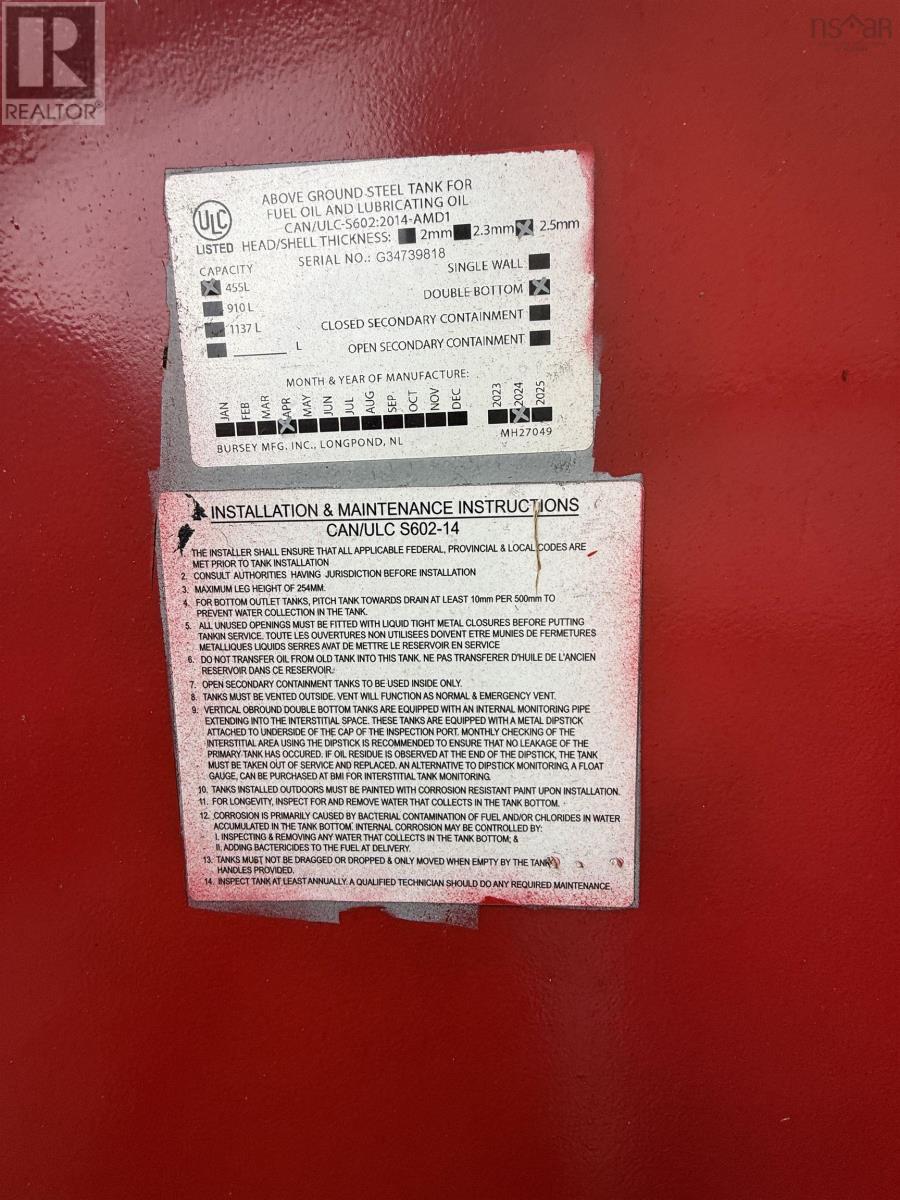 REALTOR®
nsar
ULC
LISTED
ABOVE GROUND STEEL TANK FOR
FUEL OIL AND LUBRICATING OIL
CAN/ULC-S602:2014-AMD1
HEAD/SHELL THICKNESS: 2mm 2.3mm 2.5mm
SERIAL NO.: G34739818
CAPACITY
455L
910 L
1137 L
L
SINGLE WALL
DOUBLE BOTTOM
CLOSED SECONDARY CONTAINMENT
OPEN SECONDARY CONTAINMENT
MONTH & YEAR OF MANUFACTURE:
JAN FEB MAR APR MAY JUN JUL AUG SEP OCT NOV DEC 2023 2024 2025
BURSEY MFG. INC., LONGPOND, NL
MH27049
INSTALLATION & MAINTENANCE INSTRUCTIONS
CAN/ULC S602-14
1. THE INSTALLER SHALL ENSURE THAT ALL APPLICABLE FEDERAL, PROVINCIAL & LOCAL CODES ARE
MET PRIOR TO TANK INSTALLATION
2. CONSULT AUTHORITIES HAVING JURISDICTION BEFORE INSTALLATION
3. MAXIMUM LEG HEIGHT OF 254MM.
4. FOR BOTTOM OUTLET TANKS, PITCH TANK TOWARDS DRAIN AT LEAST 10mm PER 500mm TO
PREVENT WATER COLLECTION IN THE TANK.
5. ALL UNUSED OPENINGS MUST BE FITTED WITH LIQUID TIGHT METAL CLOSURES BEFORE PUTTING
TANKIN SERVICE. TOUTE LES OUVERTURES NON UTILISEES DOIVENT ETRE MUNIES DE FERMETURES
METALLIQUES LIQUIDS SERRES AVAT DE METTRE LE RESERVOIR EN SERVICE
6. DO NOT TRANSFER OIL FROM OLD TANK INTO THIS TANK. NE PAS TRANSFERER D'HUILE DE L'ANCIEN
RESERVOIR DANS CE RESERVOIR.
7. OPEN SECONDARY CONTAINMENT TANKS TO BE USED INSIDE ONLY.
8. TANKS MUST BE VENTED OUTSIDE. VENT WILL FUNCTION AS NORMAL & EMERGENCY VENT.
9. VERTICAL OBROUND DOUBLE BOTTOM TANKS ARE EQUIPPED WITH AN INTERNAL MONITORING PIPE
EXTENDING INTO THE INTERSTITIAL SPACE. THESE TANKS ARE EQUIPPED WITH A METAL DIPSTICK
ATTACHED TO UNDERSIDE OF THE CAP OF THE INSPECTION PORT. MONTHLY CHECKING OF THE
INTERSTITIAL AREA USING THE DIPSTICK IS RECOMMENDED TO ENSURE THAT NO LEAKAGE OF THE
PRIMARY TANK HAS OCCURED. IF OIL RESIDUE IS OBSERVED AT THE END OF THE DIPSTICK, THE TANK
MUST BE TAKEN OUT OF SERVICE AND REPLACED. AN ALTERNATIVE TO DIPSTICK MONITORING, A FLOAT
GAUGE, CAN BE PURCHASED AT BMI FOR INTERSTITIAL TANK MONITORING.
10. TANKS INSTALLED OUTDOORS MUST BE PAINTED WITH CORROSION RESISTANT PAINT UPON INSTALLATION.
11. FOR LONGEVITY, INSPECT FOR AND REMOVE WATER THAT COLLECTS IN THE TANK BOTTOM.
12. CORROSION IS PRIMARILY CAUSED BY BACTERIAL CONTAMINATION OF FUEL AND/OR CHLORIDES IN WATER
ACCUMULATED IN THE TANK BOTTOM. INTERNAL CORROSION MAY BE CONTROLLED BY:
I. INSPECTING & REMOVING ANY WATER THAT COLLECTS IN THE TANK BOTTOM, &
II. ADDING BACTERICIDES TO THE FUEL AT DELIVERY.
13. TANKS MUST NOT BE DRAGGED OR DROPPED & ONLY MOVED WHEN EMPTY BY THE TANK
HANDLES PROVIDED.
14. INSPECT TANK AT LEAST ANNUALLY. A QUALIFIED TECHNICIAN SHOULD DO ANY REQUIRED MAINTENANCE.